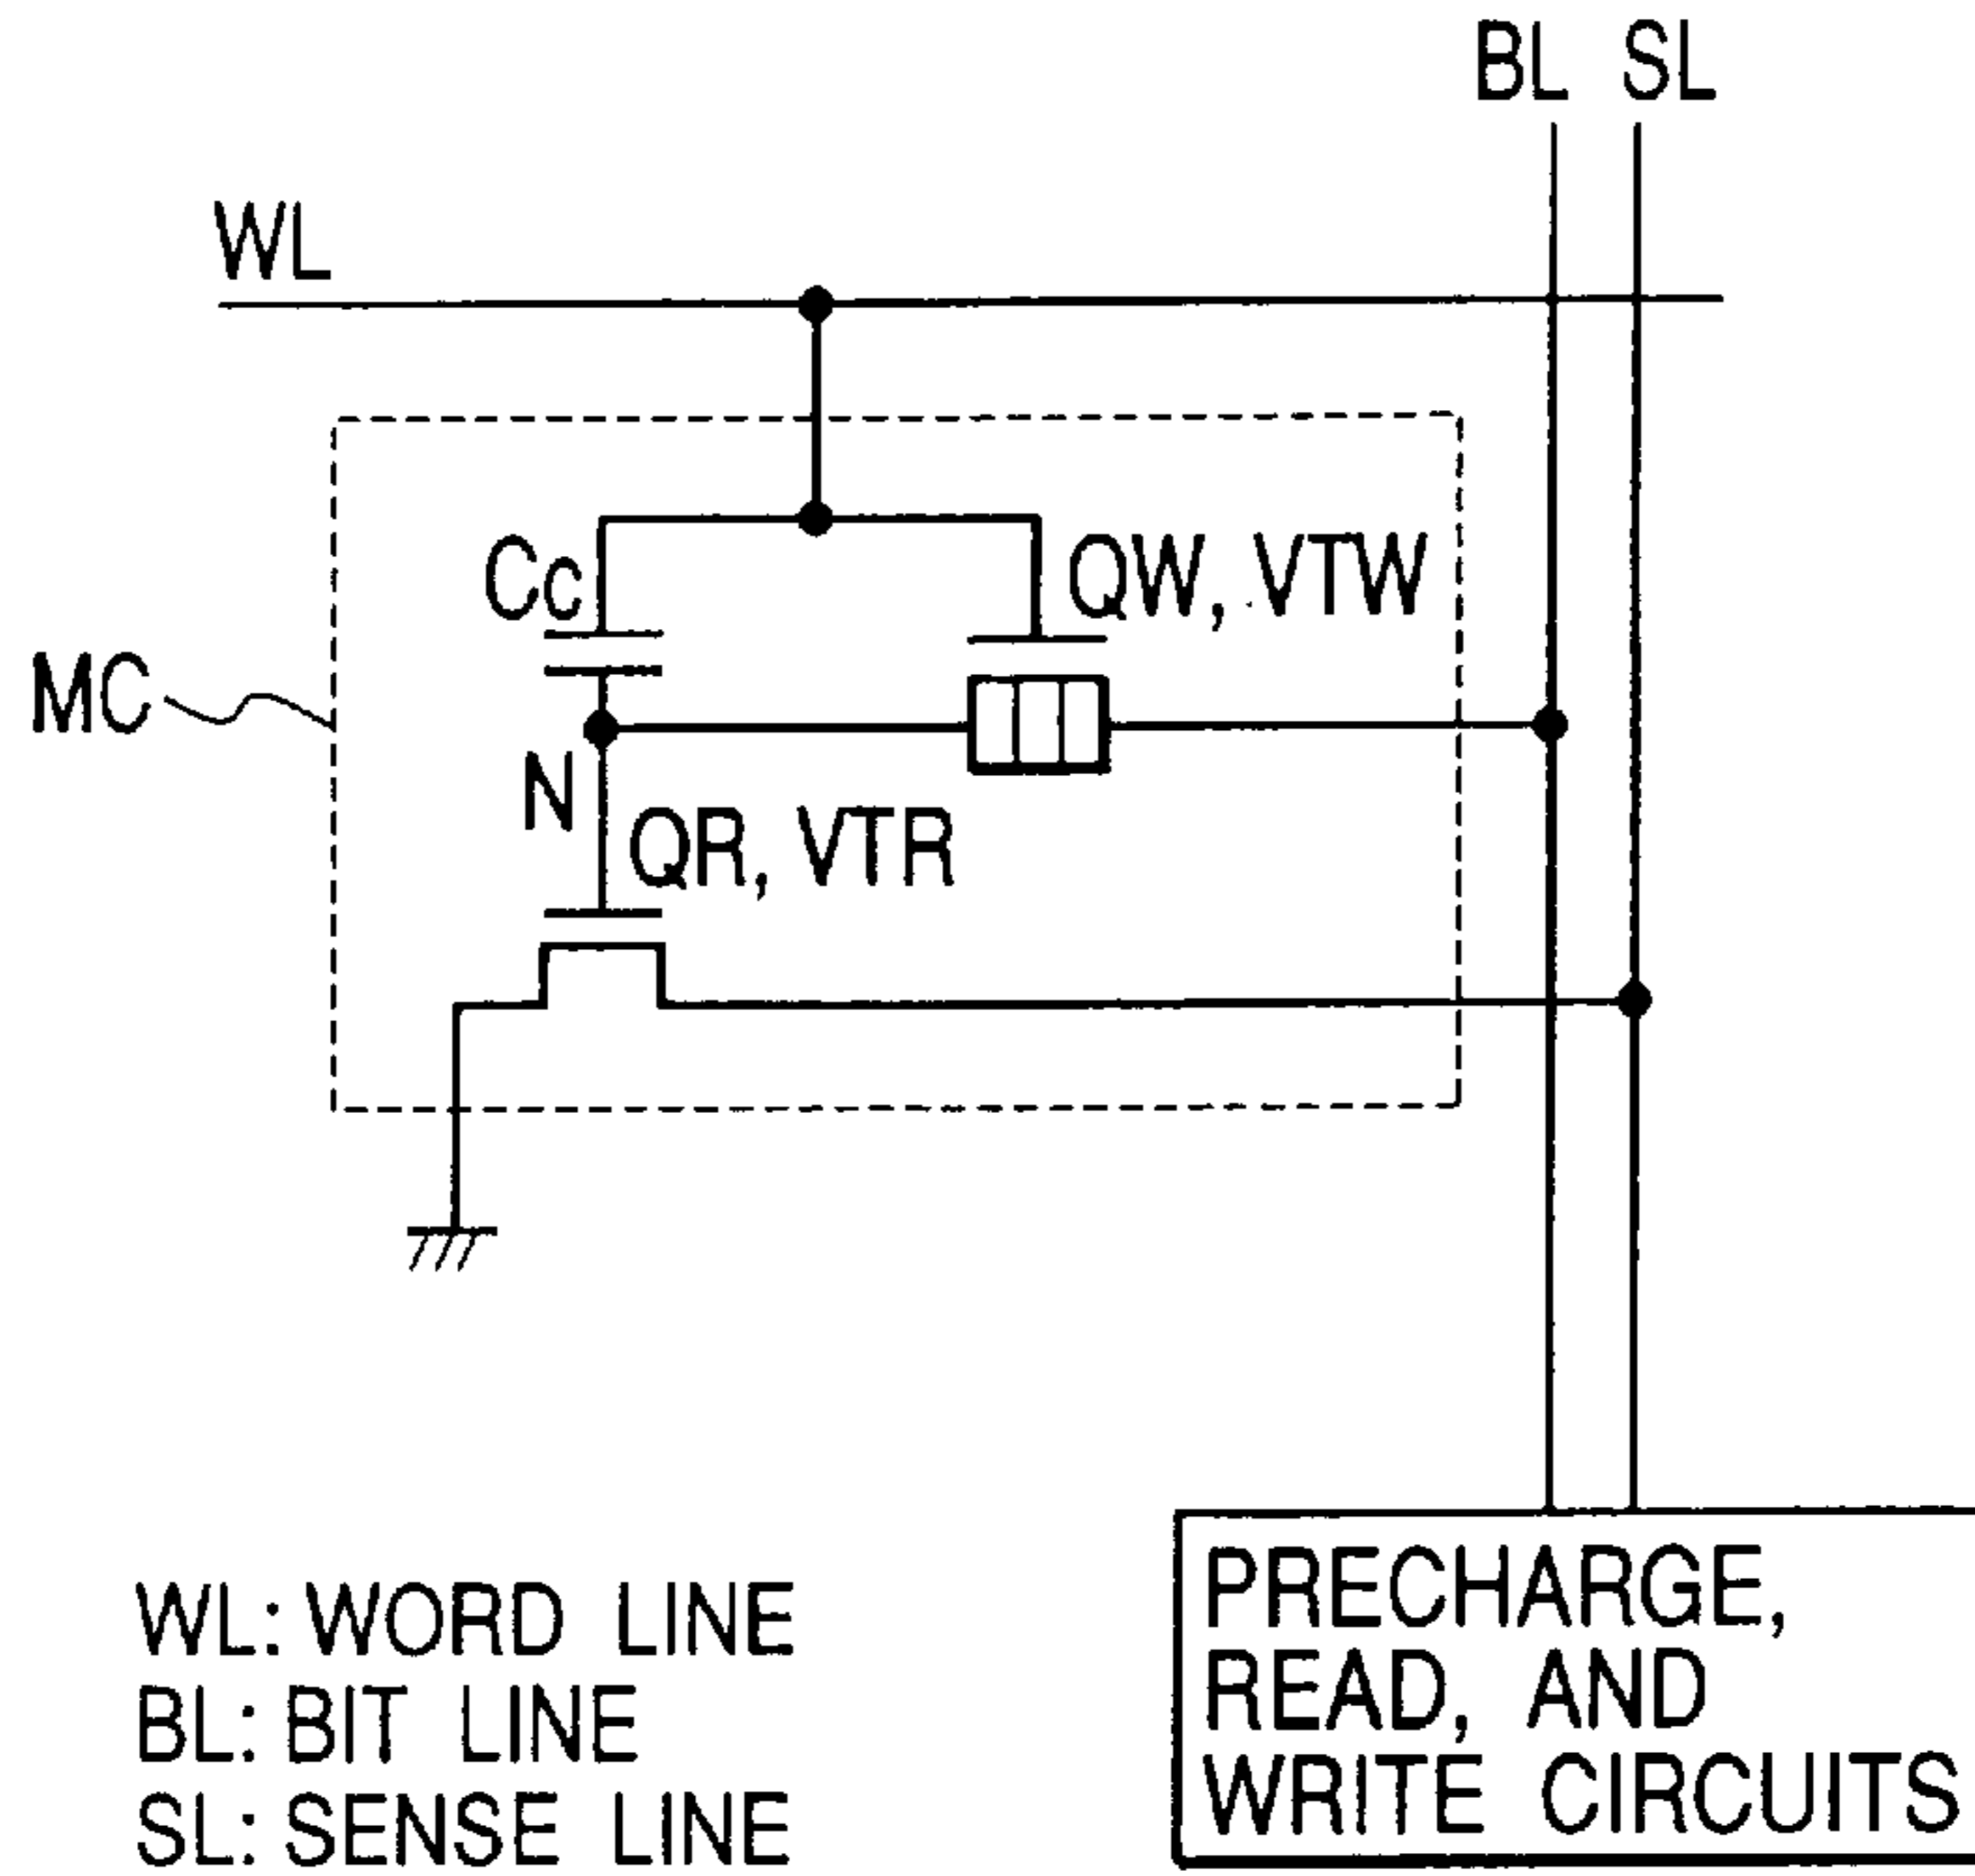 BL SL
WL
Cc
QW, VTW
MC
N
QR, VTR
WL: WORD LINE
BL: BIT LINE
SL: SENSE LINE
PRECHARGE,
READ, AND
WRITE CIRCUITS